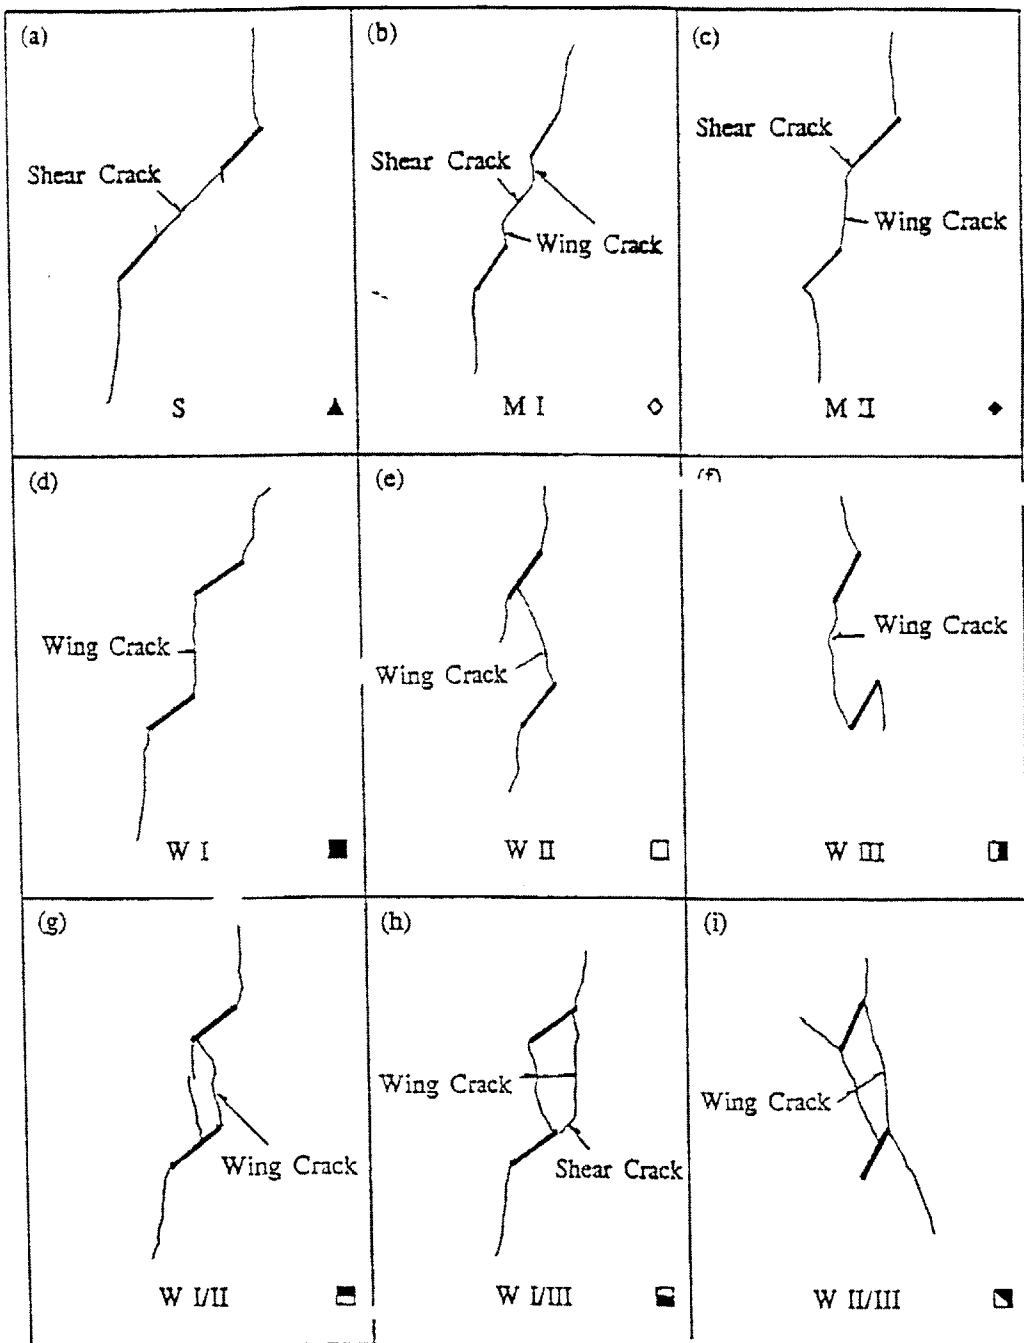 (a)
Shear Crack
S
(b)
Shear Crack
Wing Crack
M I
(c)
Shear Crack
Wing Crack
M II
(d)
Wing Crack
W I
(e)
Wing Crack
W II
(f)
Wing Crack
W III
(g)
Wing Crack
W I/II
(h)
Wing Crack
Shear Crack
W I/III
(i)
Wing Crack
W II/III